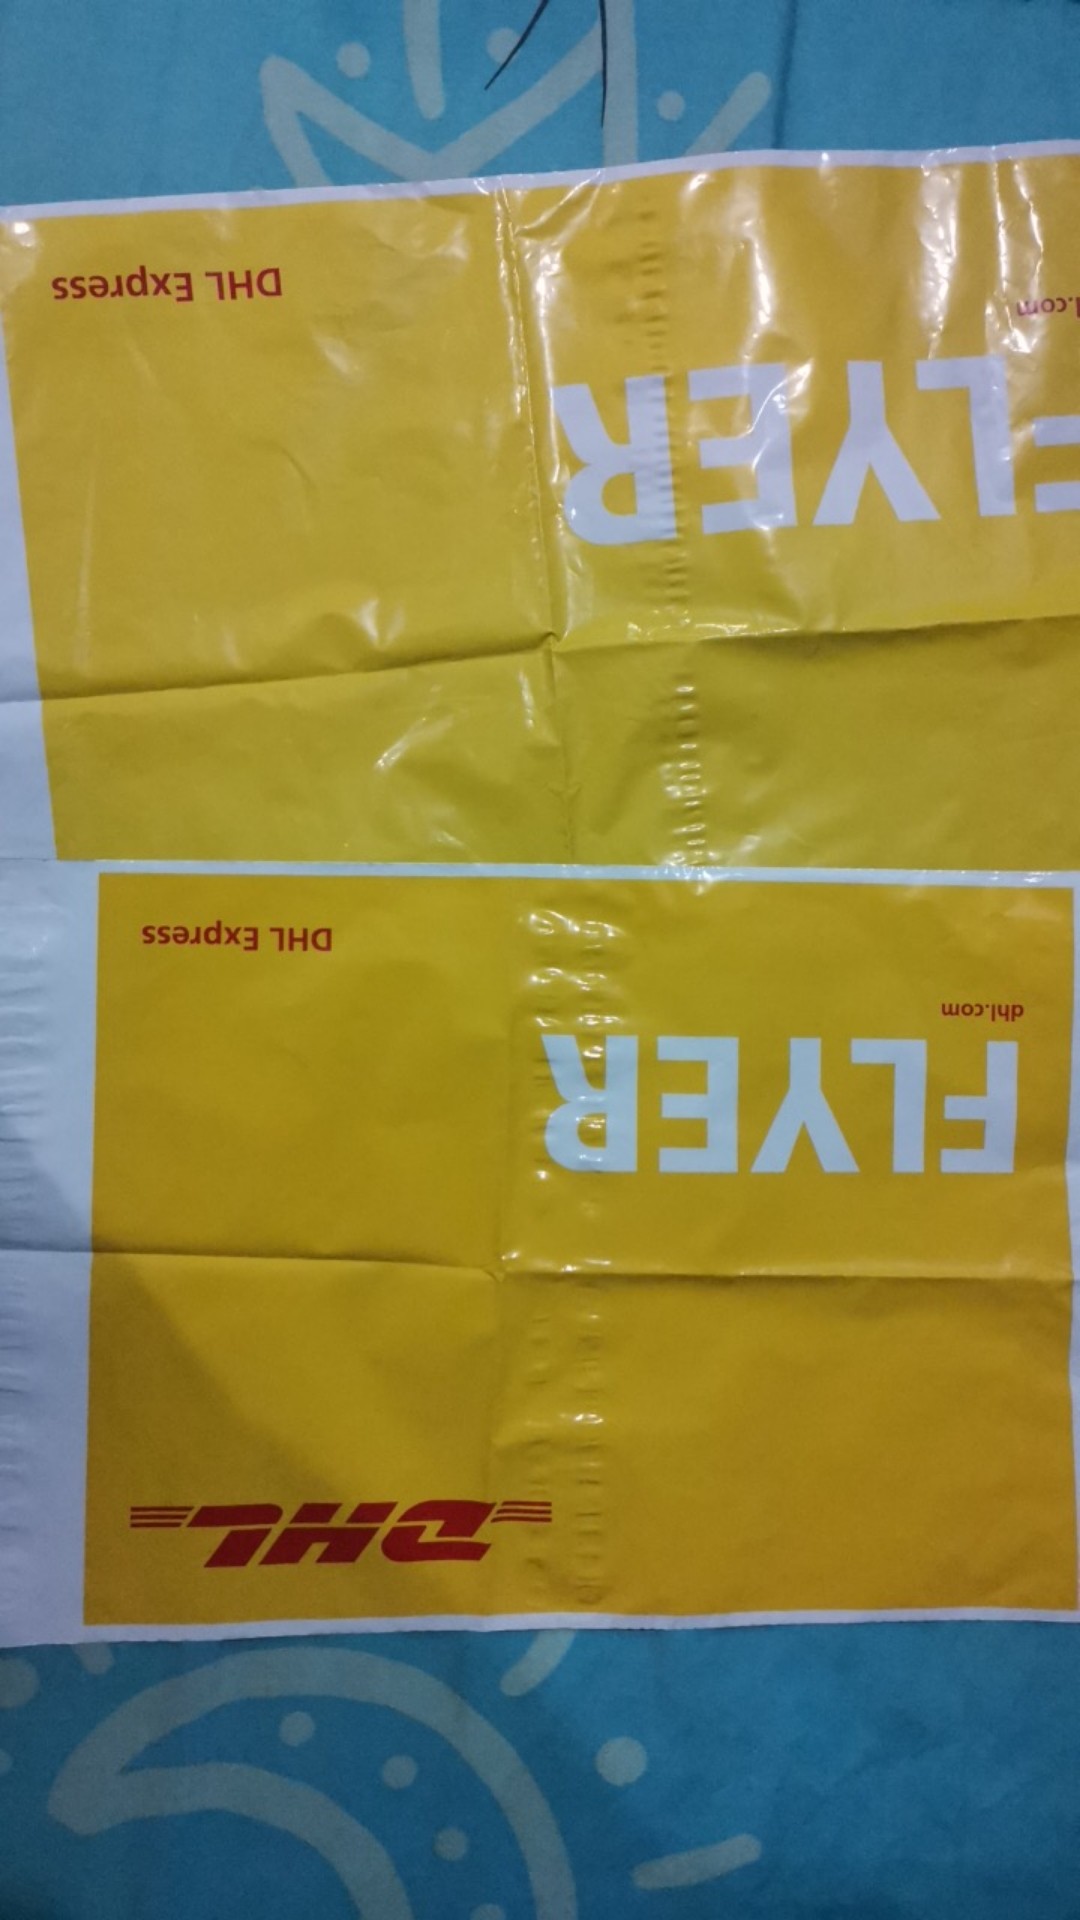 DHL
FLYER
dhl.com
DHL Express
FLYER
l.com
DHL Express